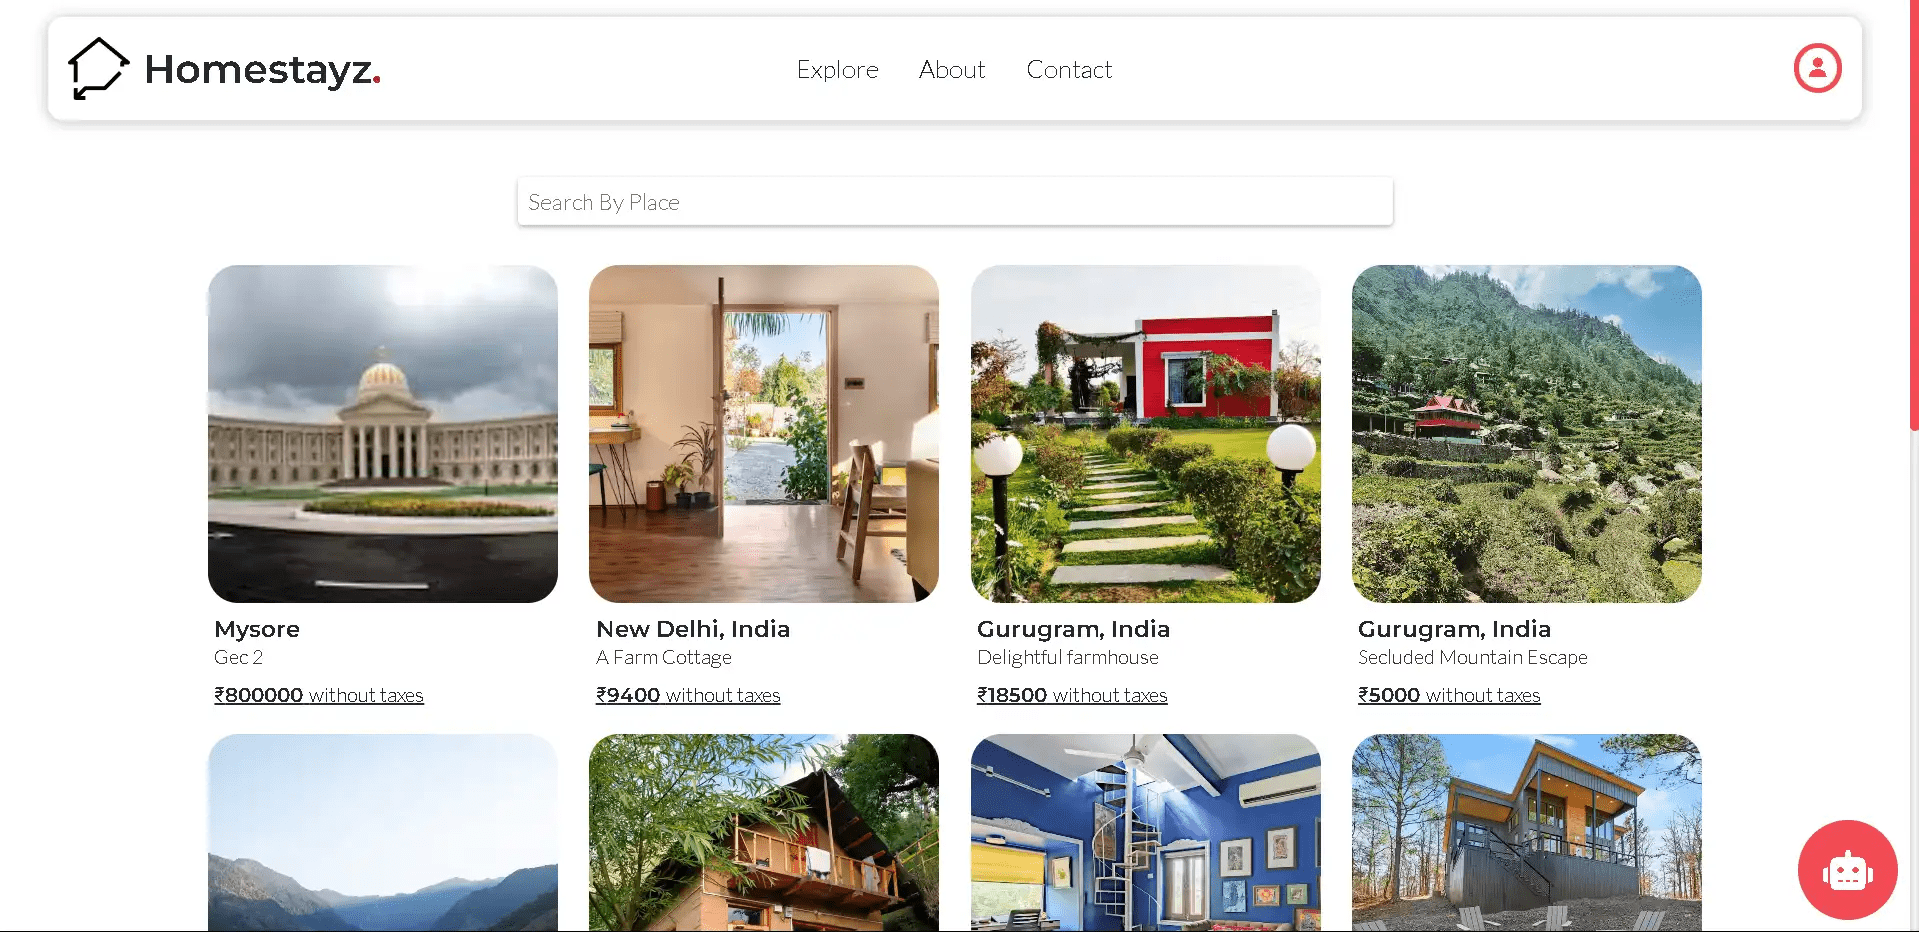 Homestayz.
Explore About Contact
Search By Place
Mysore
Gec 2
₹800000 without taxes
New Delhi, India
A Farm Cottage
₹9400 without taxes
Gurugram, India
Delightful farmhouse
₹18500 without taxes
Gurugram, India
Secluded Mountain Escape
₹5000 without taxes